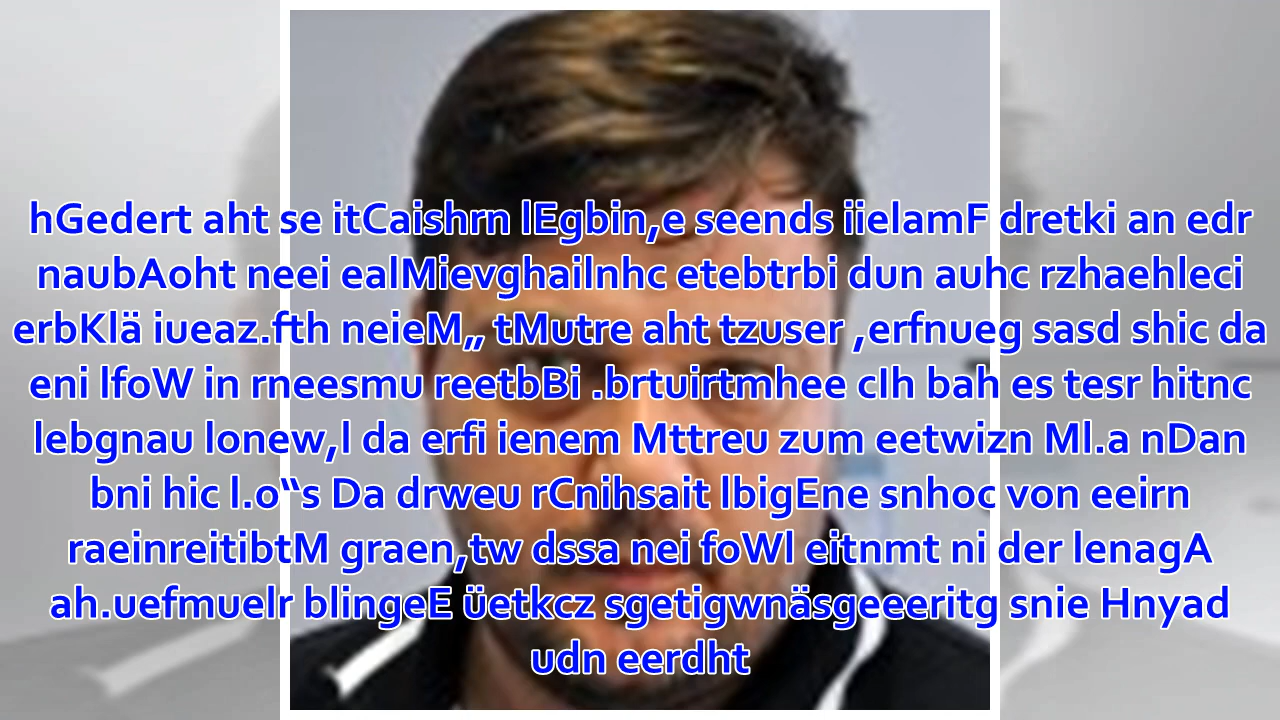 hGedert aht se itCaishrn lEgbin,e seends iielamF dretki an edr
naubAoht neei ealMievghailnhc etebtrbi dun auhc rzhaehleci
erbKlä iueaz.fth neieM„ tMutre aht tzuser ,erfnueg sasd shic da
eni lfoW in rneesmu reetbBi .brtuirtmhee cIh bah es tesr hitnc
lebgnau lonew,l da erfi ienem Mttreu zum eetwizn Ml.a nDan
bni hic l.o“s Da drweu rCnihsait lbigEne snhoc von eeirn
raeinreitibtM graen,tw dssa nei foWl eitnmt ni der lenagA
ah.uefmuelr blingeE üetkcz sgetigwnäsgeeeritg snie Hnyad
udn eerdht